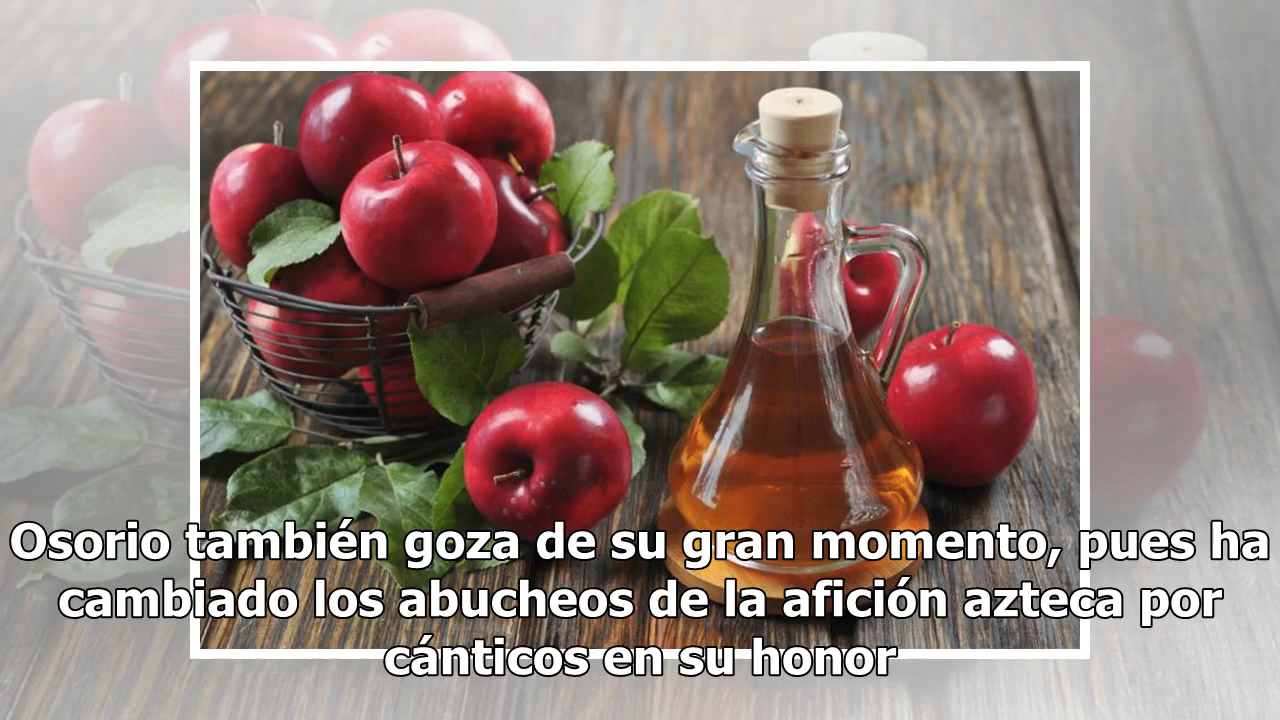 Osorio también goza de su gran momento, pues ha
cambiado los abucheos de la afición azteca por
cánticos en su honor